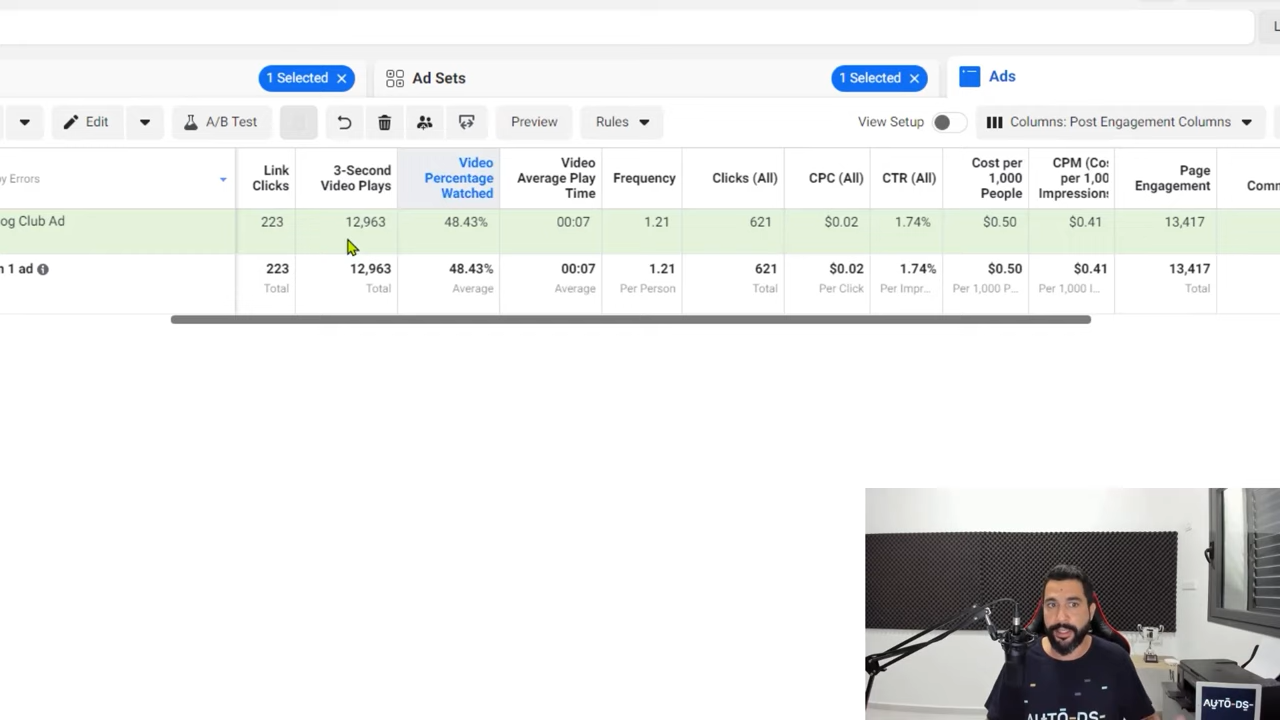 L
1 Selected ×
Ad Sets
1 Selected ×
Ads
Edit
A/B Test
Preview
Rules
View Setup
Columns: Post Engagement Columns
by Errors
Link
Clicks
3-Second
Video Plays
Video
Percentage
Watched
Video
Average Play
Time
Frequency
Clicks (All)
CPC (All)
CTR (All)
Cost per
1,000
People
CPM (Cos
per 1,00
Impressions
Page
Engagement
Comm
og Club Ad
223
12,963
48.43%
00:07
1.21
621
$0.02
1.74%
$0.50
$0.41
13,417
n 1 ad
223
Total
12,963
Total
48.43%
Average
00:07
Average
1.21
Per Person
621
Total
$0.02
Per Click
1.74%
Per Impr...
$0.50
Per 1,000 P...
$0.41
Per 1,000 I...
13,417
Total
AUTO-DS-
AUTO-DS-